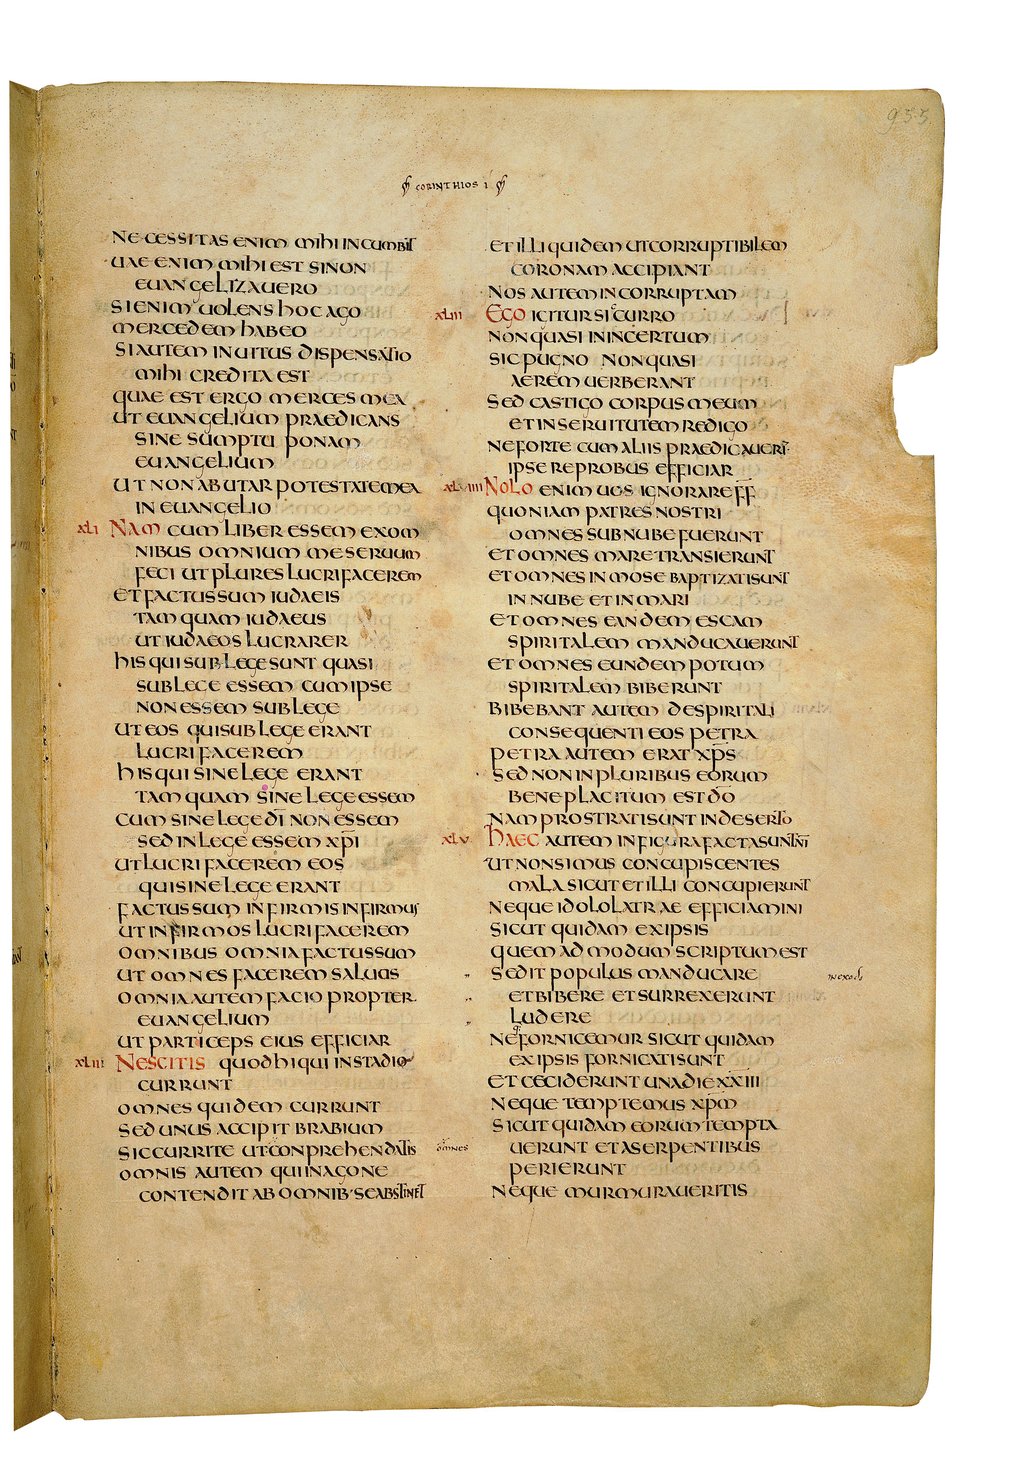 955
CORINTHIOS I
NECESSITAS ENIM MIHI INCUMBIT
UAE ENIM MIHI EST SI NON
EUANGELIZAUERO
SI ENIM UOLENS HOC AGO
MERCEDEM HABEO
SI AUTEM INUITUS DISPENSATIO
MIHI CREDITA EST
QUAE EST ERGO MERCES MEA
UT EUANGELIUM PRAEDICANS
SINE SUMPTU PONAM
EUANGELIUM
UT NON ABUTAR POTESTATE MEA
IN EUANGELIO
XLI NAM CUM LIBER ESSEM EX OM
NIBUS OMNIUM ME SERUUM
FECI UT PLURES LUCRI FACEREM
ET FACTUS SUM IUDAEIS
TAMQUAM IUDAEUS
UT IUDAEOS LUCRARER
HIS QUI SUB LEGE SUNT QUASI
SUB LEGE ESSEM CUM IPSE
NON ESSEM SUB LEGE
UT EOS QUI SUB LEGE ERANT
LUCRI FACEREM
HIS QUI SINE LEGE ERANT
TAMQUAM SINE LEGE ESSEM
CUM SINE LEGE DI NON ESSEM
SED IN LEGE ESSEM XPI
UT LUCRI FACEREM EOS
QUI SINE LEGE ERANT
FACTUS SUM INFIRMIS INFIRMUS
UT INFIRMOS LUCRI FACEREM
OMNIBUS OMNIA FACTUS SUM
UT OMNES FACEREM SALUOS
OMNIA AUTEM FACIO PROPTER
EUANGELIUM
UT PARTICEPS EIUS EFFICIAR
XLII NESCITIS QUOD HI QUI IN STADIO
CURRUNT
OMNES QUIDEM CURRUNT
SED UNUS ACCIPIT BRABIUM
SIC CURRITE UT CONPREHENDATIS
OMNIS AUTEM QUI IN AGONE
CONTENDIT AB OMNIB· SE ABSTINET
OMNES
ET ILLI QUIDEM UT CORRUPTIBILEM
CORONAM ACCIPIANT
NOS AUTEM INCORRUPTAM
XLIII EGO IGITUR SIC CURRO
NON QUASI IN INCERTUM
SIC PUGNO NON QUASI
AEREM UERBERANT
SED CASTIGO CORPUS MEUM
ET IN SERUITUTEM REDIGO
NE FORTE CUM ALIIS PRAEDICAUERI
IPSE REPROBUS EFFICIAR
XLIIII NOLO ENIM UOS IGNORARE FF
QUONIAM PATRES NOSTRI
OMNES SUB NUBE FUERUNT
ET OMNES MARE TRANSIERUNT
ET OMNES IN MOSE BAPTIZATI SUNT
IN NUBE ET IN MARI
ET OMNES EANDEM ESCAM
SPIRITALEM MANDUCAUERUNT
ET OMNES EUNDEM POTUM
SPIRITALEM BIBERUNT
BIBEBANT AUTEM DE SPIRITALI
CONSEQUENTI EOS PETRA
PETRA AUTEM ERAT XPS
SED NON IN PLURIBUS EORUM
BENEPLACITUM EST DO
NAM PROSTRATI SUNT IN DESERTO
XLV HAEC AUTEM IN FIGURA FACTA SUNT NI
UT NON SIMUS CONCUPISCENTES
MALA SICUT ET ILLI CONCUPIERUNT
NEQUE IDOLOLATRAE EFFICIAMINI
SICUT QUIDAM EX IPSIS
QUEM AD MODUM SCRIPTUM EST
SEDIT POPULUS MANDUCARE
IN EXOD
ET BIBERE ET SURREXERUNT
LUDERE
NE FORNICEMUR SICUT QUIDAM
EX IPSIS FORNICATI SUNT
ET CECIDERUNT UNA DIE XXIII
NEQUE TEMPTEMUS XPM
SICUT QUIDAM EORUM TEMPTA
UERUNT ET A SERPENTIBUS
PERIERUNT
NEQUE MURMURAUERITIS